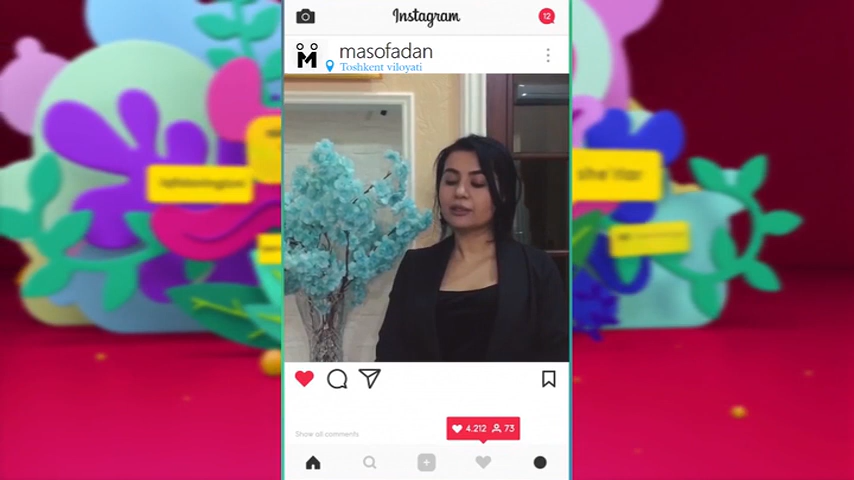 Instagram
12
M
masofadan
Toshkent viloyati
4.212 73
Show all comments